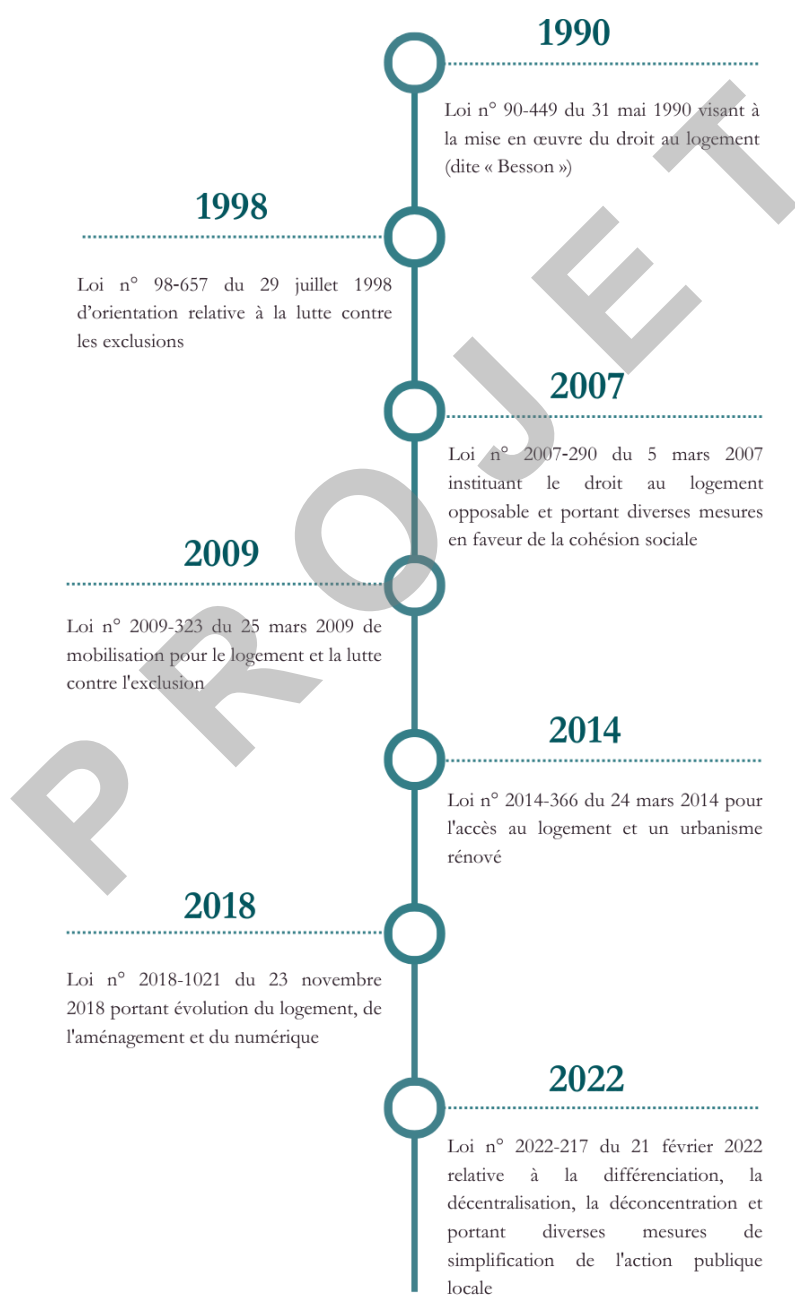 1990
Loi n° 90-449 du 31 mai 1990 visant à
la mise en œuvre du droit au logement
(dite « Besson »)
1998
Loi n° 98-657 du 29 juillet 1998
d’orientation relative à la lutte contre
les exclusions
2007
Loi n° 2007-290 du 5 mars 2007
instituant le droit au logement
opposable et portant diverses mesures
en faveur de la cohésion sociale
2009
Loi n° 2009-323 du 25 mars 2009 de
mobilisation pour le logement et la lutte
contre l'exclusion
2014
Loi n° 2014-366 du 24 mars 2014 pour
l'accès au logement et un urbanisme
rénové
2018
Loi n° 2018-1021 du 23 novembre
2018 portant évolution du logement, de
l'aménagement et du numérique
2022
Loi n° 2022-217 du 21 février 2022
relative à la différenciation, la
décentralisation, la déconcentration et
portant diverses mesures de
simplification de l'action publique
locale
PROJET